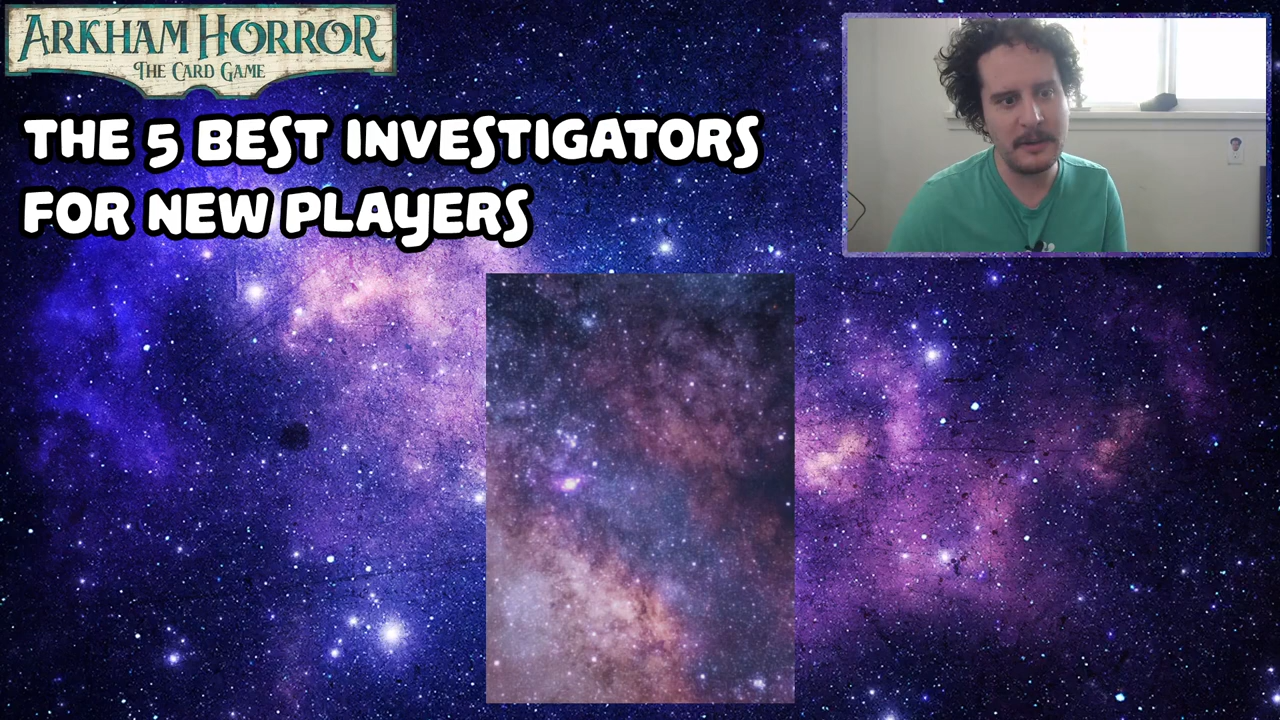 ARKHAM HORROR
THE CARD GAME
THE 5 BEST INVESTIGATORS
FOR NEW PLAYERS